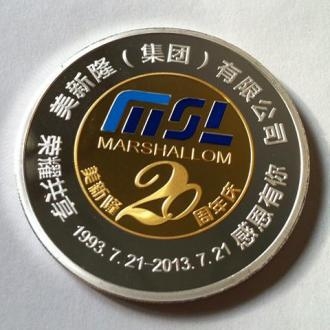 美新隆（集团）有限公司
荣耀共享
MSL
MARSHALLOM
美新隆
20
周年庆
1993.7.21-2013.7.21
感恩有你